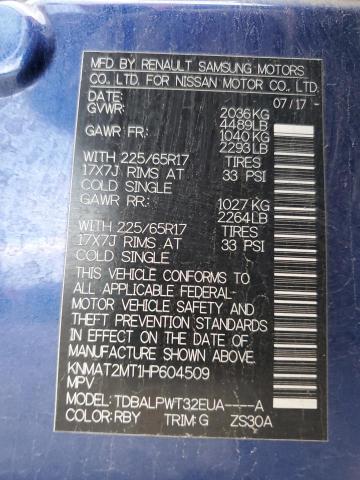 MFD BY RENAULT SAMSUNG MOTORS
CO. LTD. FOR NISSAN MOTOR CO., LTD.
DATE: 07/17
GVWR: 2036KG
4489LB
GAWR FR: 1040KG
2293LB
WITH 225/65R17 TIRES
17X7J RIMS AT 33 PSI
COLD SINGLE
GAWR RR: 1027KG
2264LB
WITH 225/65R17 TIRES
17X7J RIMS AT 33 PSI
COLD SINGLE
THIS VEHICLE CONFORMS TO
ALL APPLICABLE FEDERAL
MOTOR VEHICLE SAFETY AND
THEFT PREVENTION STANDARDS
IN EFFECT ON THE DATE OF
MANUFACTURE SHOWN ABOVE.
KNMAT2MT1HP604509
MPV
MODEL: TDBALPWT32EUA----A
COLOR: RBY TRIM: G ZS30A